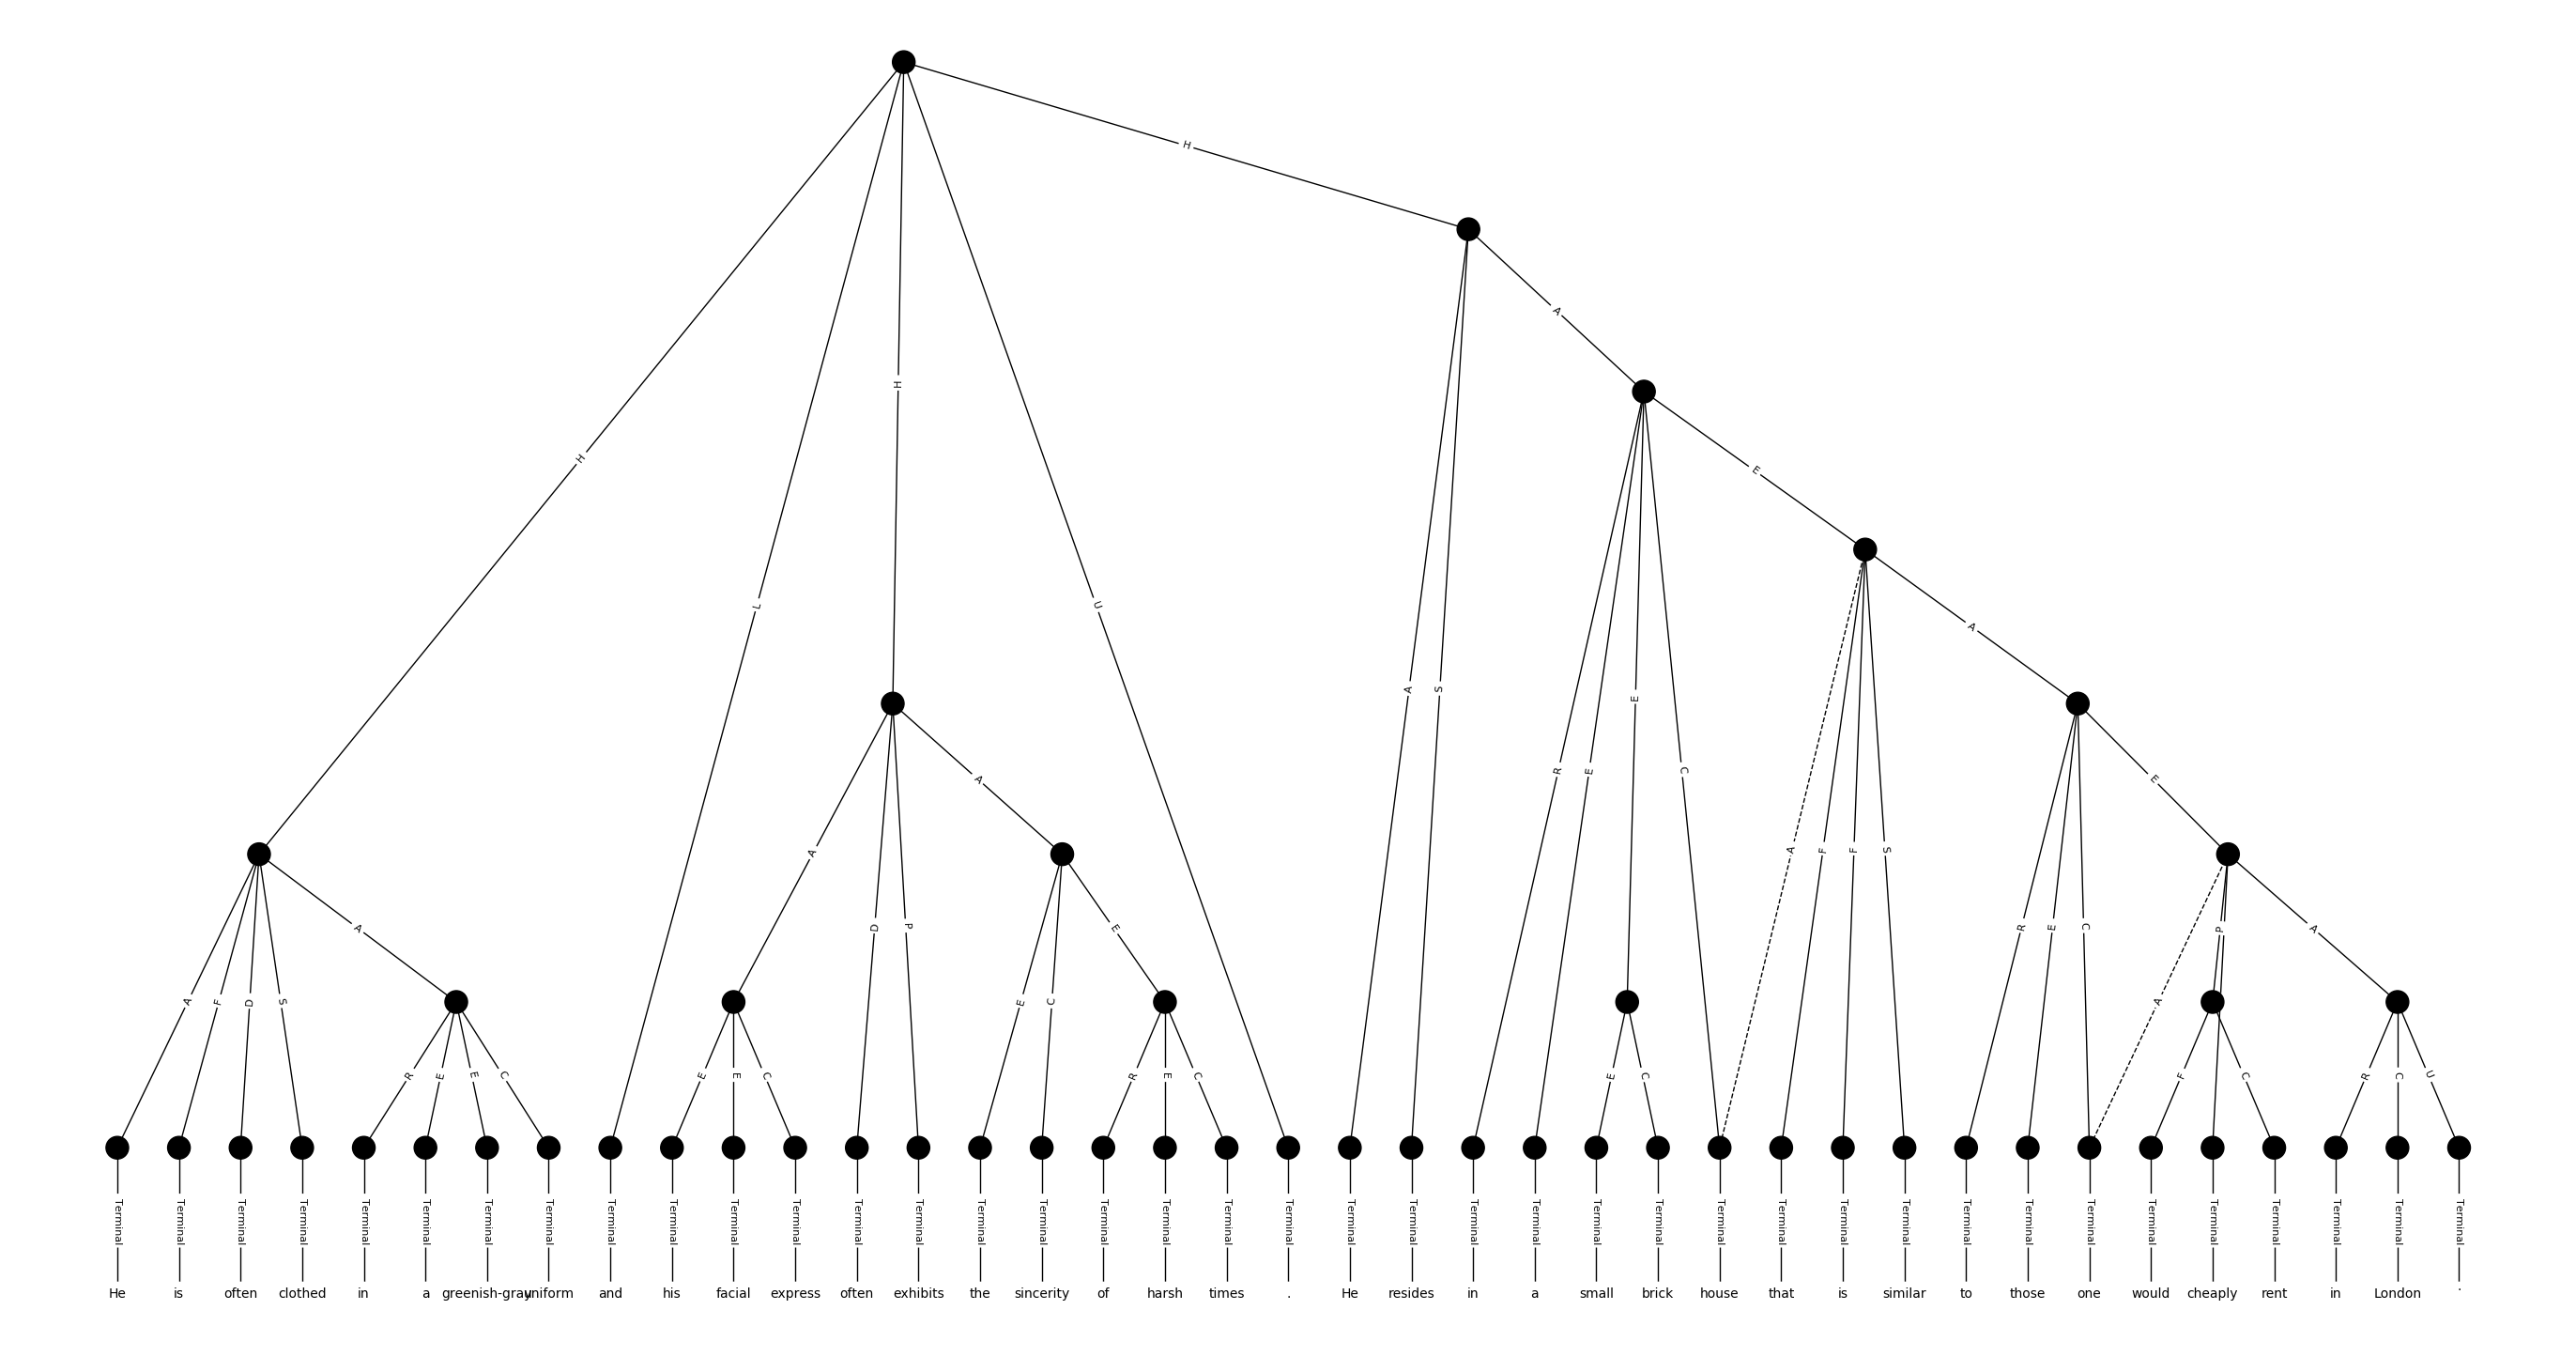 H
A
H
H
E
L U
A
A S
E
R E C
A E
A A F F S
A D P E R E C P A
A F D S E C A
R E E C E E C R E C E C F C R C U
Terminal Terminal Terminal Terminal Terminal Terminal Terminal Terminal Terminal Terminal Terminal Terminal Terminal Terminal Terminal Terminal Terminal Terminal Terminal Terminal Terminal Terminal Terminal Terminal Terminal Terminal Terminal Terminal Terminal Terminal Terminal Terminal Terminal Terminal Terminal Terminal Terminal Terminal Terminal
He is often clothed in a greenish-gray uniform and his facial express often exhibits the sincerity of harsh times . He resides in a small brick house that is similar to those one would cheaply rent in London .